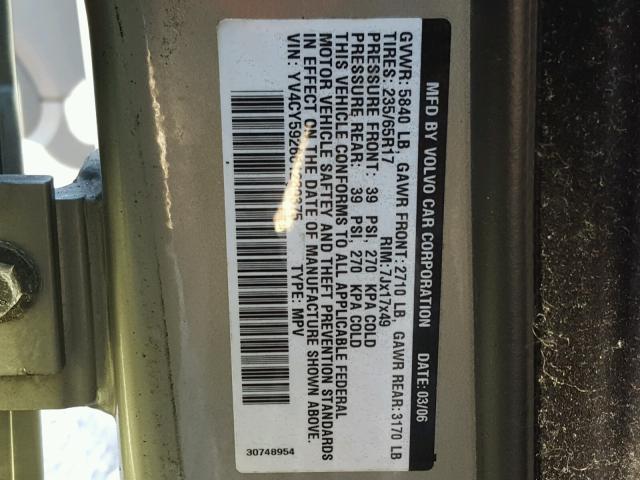 MFD BY VOLVO CAR CORPORATION DATE: 03/06
GVWR: 5840 LB, GAWR FRONT: 2710 LB, GAWR REAR: 3170 LB
TIRES: 235/65R17 RIM: 7Jx17x49
PRESSURE FRONT: 39 PSI, 270 KPA COLD
PRESSURE REAR: 39 PSI, 270 KPA COLD
THIS VEHICLE CONFORMS TO ALL APPLICABLE FEDERAL
MOTOR VEHICLE SAFTEY AND THEFT PREVENTION STANDARDS
IN EFFECT ON THE DATE OF MANUFACTURE SHOWN ABOVE.
VIN: TYPE: MPV
30748954